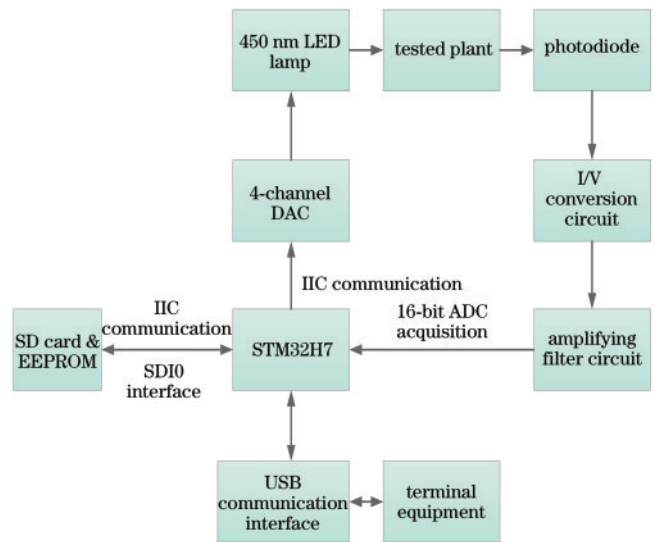 450 nm LED
lamp
tested plant
photodiode
4-channel
DAC
I/V
conversion
circuit
IIC communication
IIC
communication
16-bit ADC
acquisition
SD card &
EEPROM
SDI0
interface
STM32H7
amplifying
filter circuit
USB
communication
interface
terminal
equipment